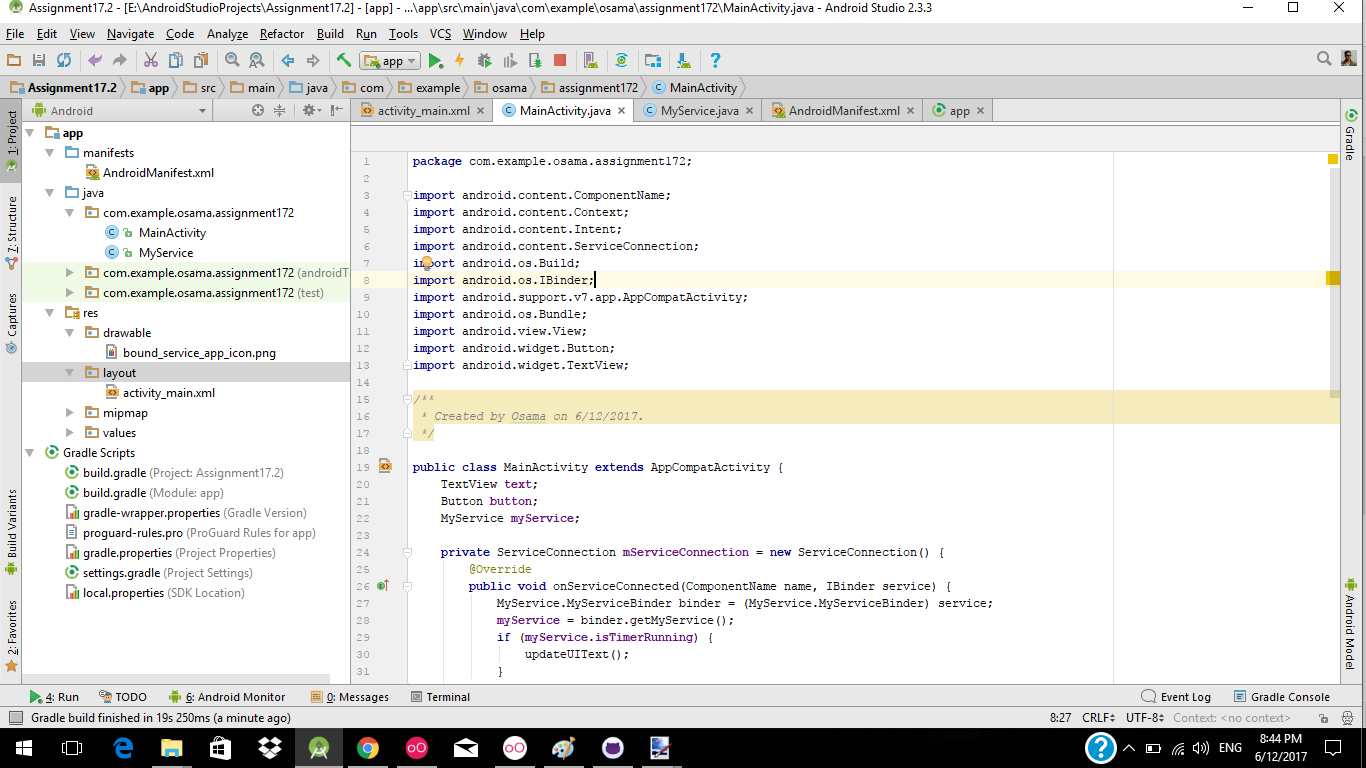 Assignment17.2 - [E:\AndroidStudioProjects\Assignment17.2] - [app] - ...\app\src\main\java\com\example\osama\assignment172\MainActivity.java - Android Studio 2.3.3
File Edit View Navigate Code Analyze Refactor Build Run Tools VCS Window Help
app
Assignment17.2 app src main java com example osama assignment172 MainActivity
Android
activity_main.xml MainActivity.java MyService.java AndroidManifest.xml app
1: Project
7: Structure
Captures
Build Variants
2: Favorites
app
manifests
AndroidManifest.xml
java
com.example.osama.assignment172
MainActivity
MyService
com.example.osama.assignment172 (androidT
com.example.osama.assignment172 (test)
res
drawable
bound_service_app_icon.png
layout
activity_main.xml
mipmap
values
Gradle Scripts
build.gradle (Project: Assignment17.2)
build.gradle (Module: app)
gradle-wrapper.properties (Gradle Version)
proguard-rules.pro (ProGuard Rules for app)
gradle.properties (Project Properties)
settings.gradle (Project Settings)
local.properties (SDK Location)
1 package com.example.osama.assignment172;
2
3 import android.content.ComponentName;
4 import android.content.Context;
5 import android.content.Intent;
6 import android.content.ServiceConnection;
7 import android.os.Build;
8 import android.os.IBinder;
9 import android.support.v7.app.AppCompatActivity;
10 import android.os.Bundle;
11 import android.view.View;
12 import android.widget.Button;
13 import android.widget.TextView;
14
15 /**
16 * Created by Osama on 6/12/2017.
17 */
18
19 public class MainActivity extends AppCompatActivity {
20 TextView text;
21 Button button;
22 MyService myService;
23
24 private ServiceConnection mServiceConnection = new ServiceConnection() {
25 @Override
26 public void onServiceConnected(ComponentName name, IBinder service) {
27 MyService.MyServiceBinder binder = (MyService.MyServiceBinder) service;
28 myService = binder.getMyService();
29 if (myService.isTimerRunning) {
30 updateUIText();
31 }
Gradle
Android Model
4: Run TODO 6: Android Monitor 0: Messages Terminal Event Log Gradle Console
Gradle build finished in 19s 250ms (a minute ago) 8:27 CRLF UTF-8 Context: <no context>
ENG
8:44 PM
6/12/2017